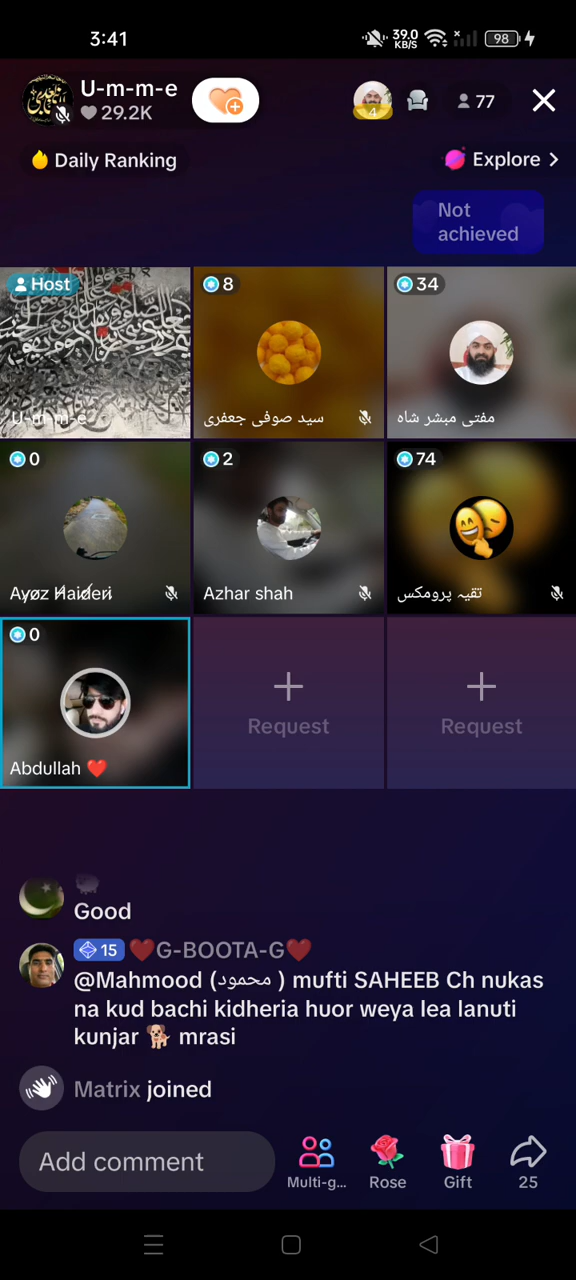 3:41
39.0
KB/S
98
U-m-m-e
29.2K
4
77
Daily Ranking
Explore >
Not
achieved
Host
8
34
U-m-m-e
سید صوفی جعفری
مفتی مبشر شاہ
0
2
74
Ayøz H̸aid̸eri
Azhar shah
تقیہ پرومکس
0
Abdullah ❤️
Request
Request
Good
15 ❤️G-BOOTA-G❤️
@Mahmood (محمود ) mufti SAHEEB Ch nukas
na kud bachi kidheria huor weya lea lanuti
kunjar 🐕 mrasi
Matrix joined
Add comment
Multi-g...
Rose
Gift
25